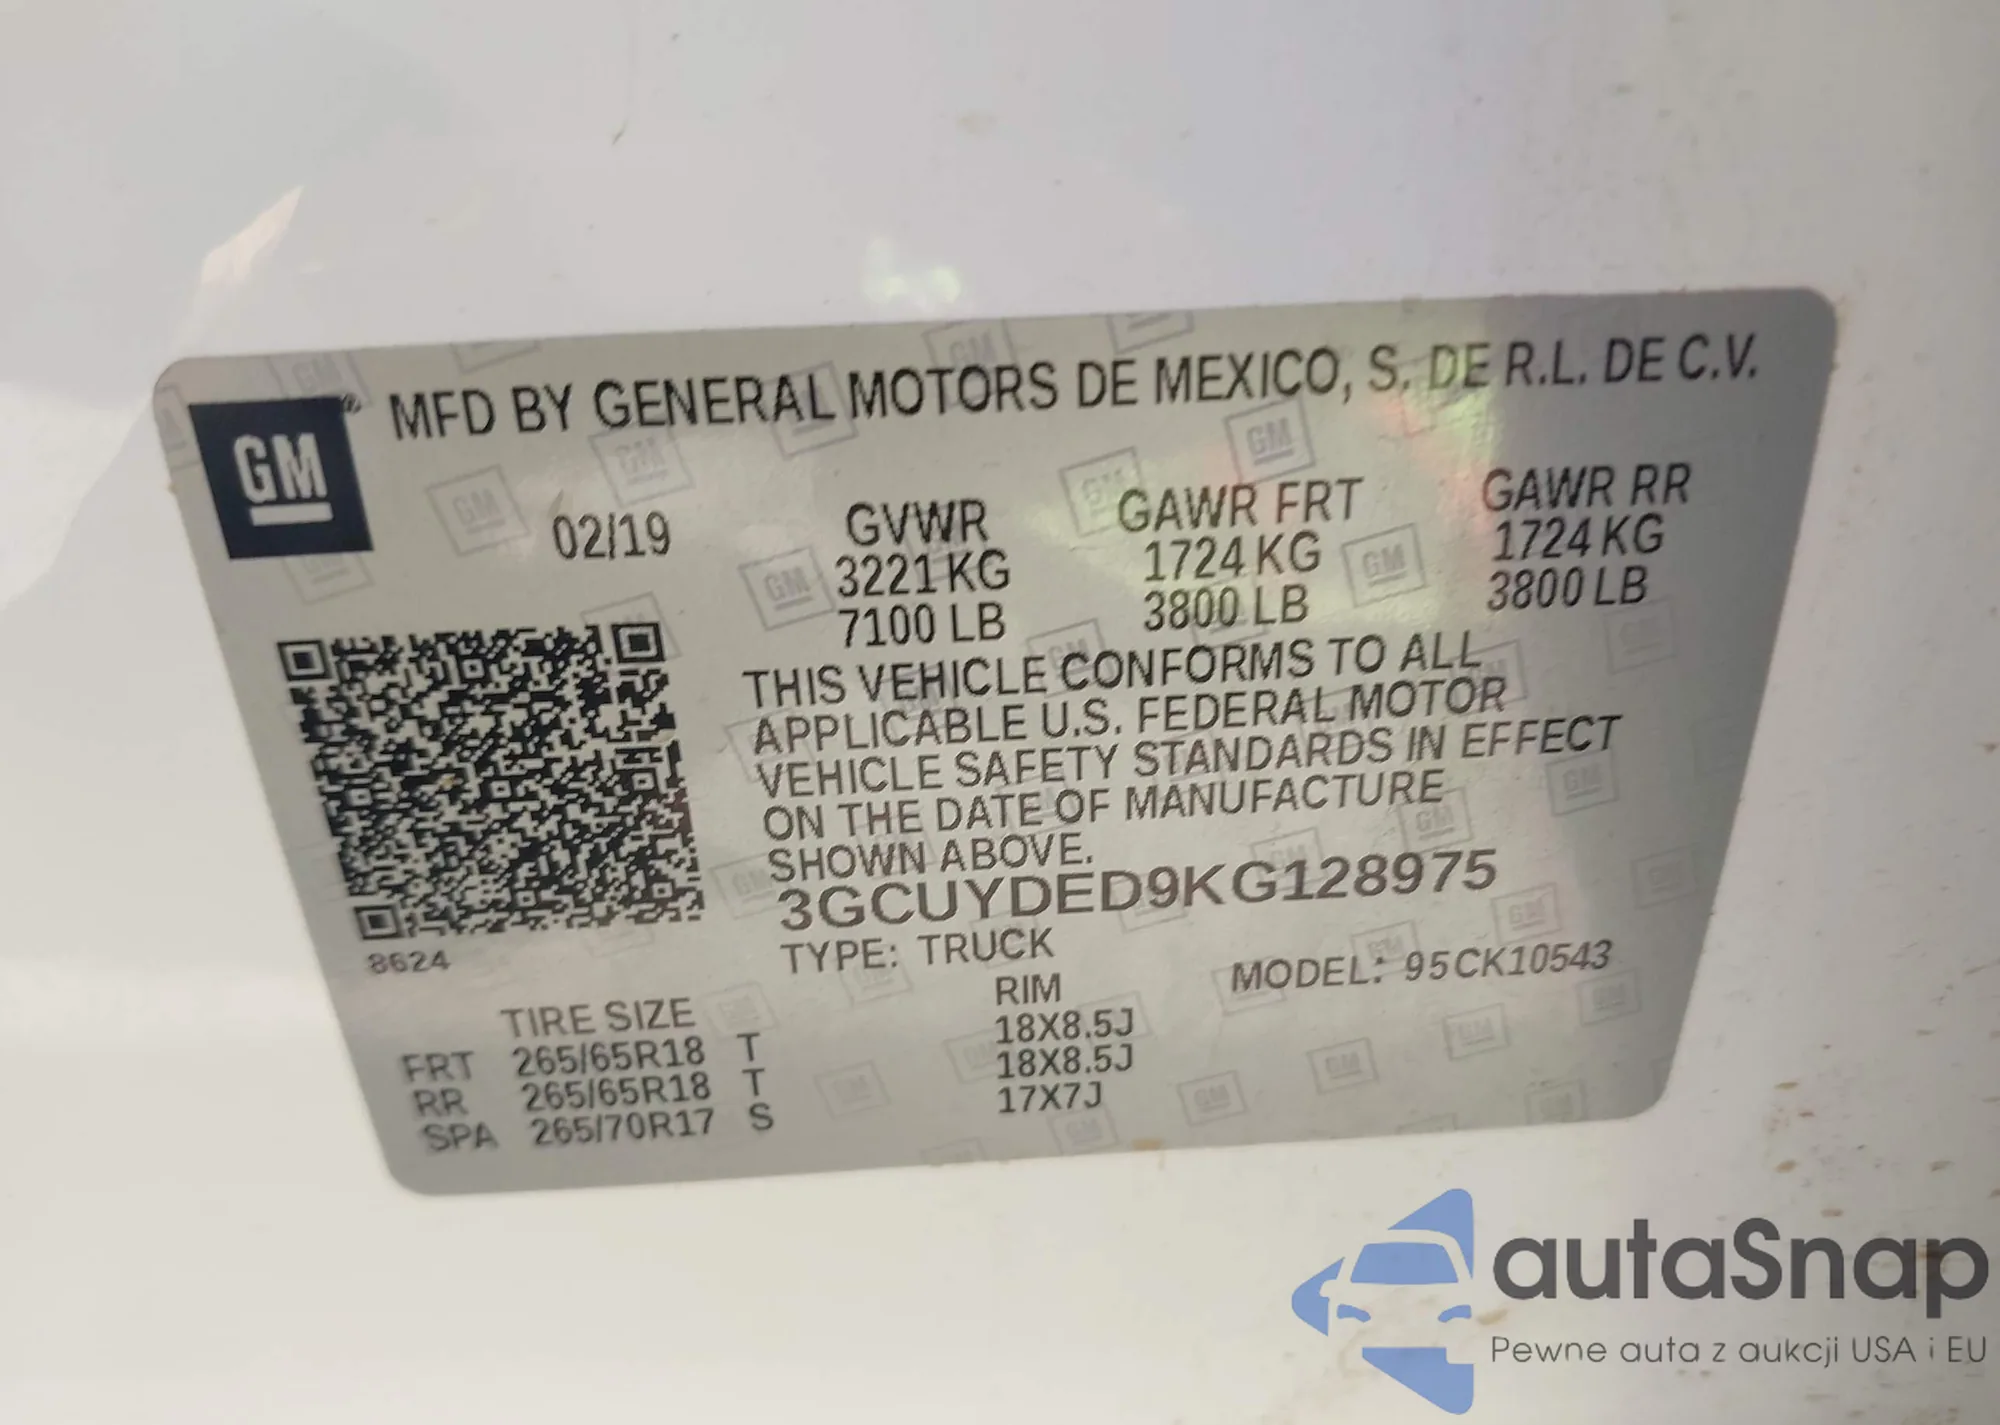 GM ® MFD BY GENERAL MOTORS DE MEXICO, S. DE R.L. DE C.V.
02/19 GVWR GAWR FRT GAWR RR
3221 KG 1724 KG 1724 KG
7100 LB 3800 LB 3800 LB
THIS VEHICLE CONFORMS TO ALL
APPLICABLE U.S. FEDERAL MOTOR
VEHICLE SAFETY STANDARDS IN EFFECT
ON THE DATE OF MANUFACTURE
SHOWN ABOVE.
3GCUYDED9KG128975
8624
TYPE: TRUCK MODEL: 95CK10543
TIRE SIZE RIM
FRT 265/65R18 T 18X8.5J
RR 265/65R18 T 18X8.5J
SPA 265/70R17 S 17X7J
autaSnap
Pewne auta z aukcji USA i EU